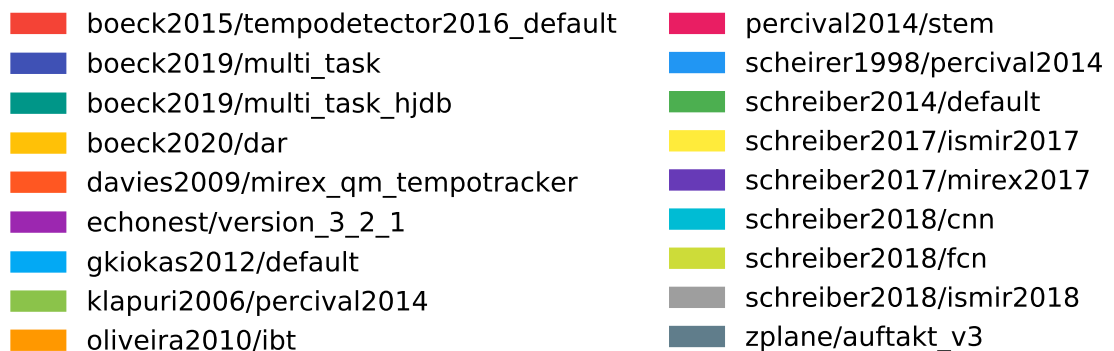 boeck2015/tempodetector2016_default
boeck2019/multi_task
boeck2019/multi_task_hjdb
boeck2020/dar
davies2009/mirex_qm_tempotracker
echonest/version_3_2_1
gkiokas2012/default
klapuri2006/percival2014
oliveira2010/ibt
percival2014/stem
scheirer1998/percival2014
schreiber2014/default
schreiber2017/ismir2017
schreiber2017/mirex2017
schreiber2018/cnn
schreiber2018/fcn
schreiber2018/ismir2018
zplane/auftakt_v3